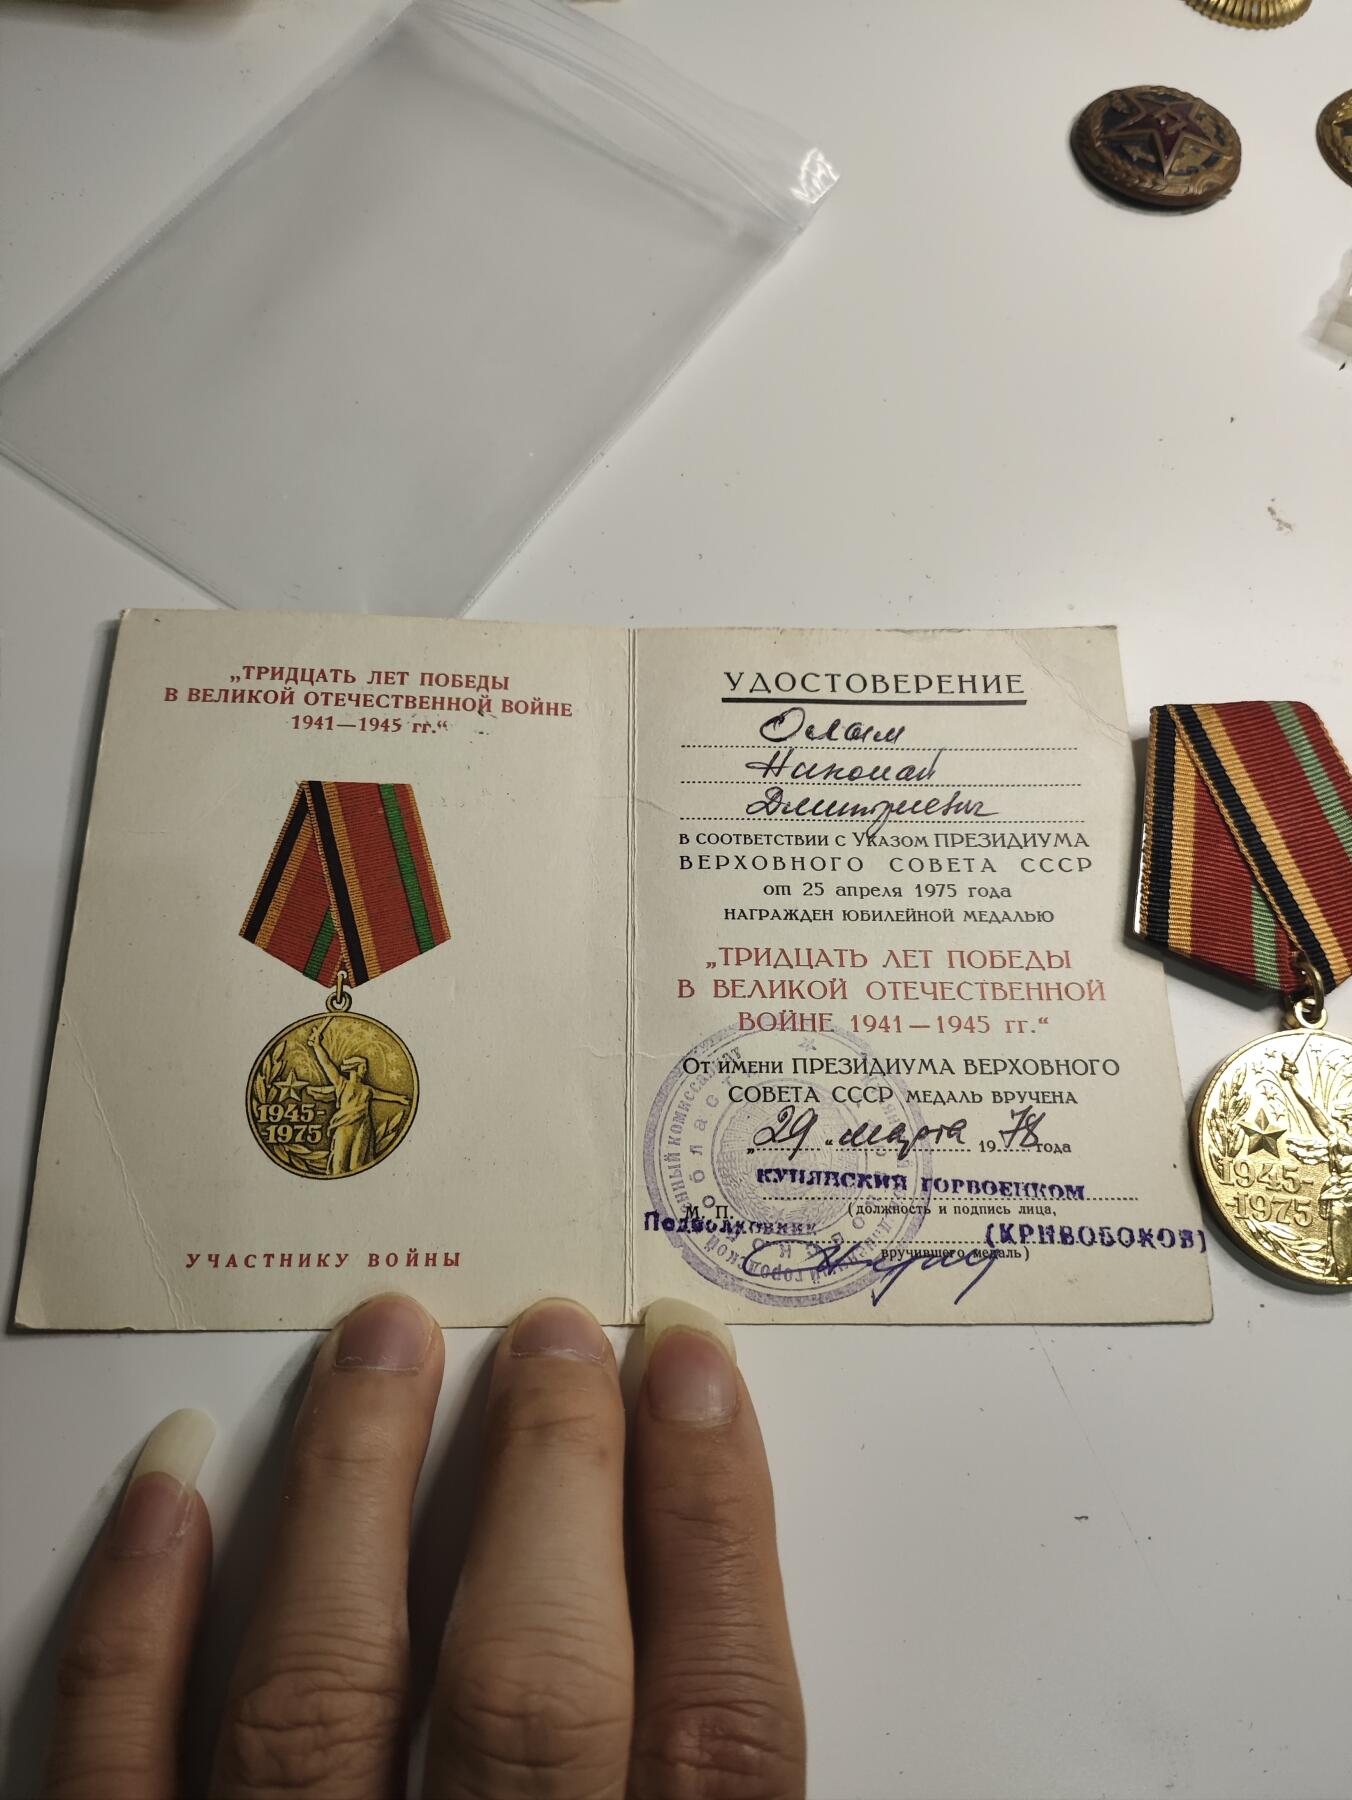 „ТРИДЦАТЬ ЛЕТ ПОБЕДЫ
В ВЕЛИКОЙ ОТЕЧЕСТВЕННОЙ ВОЙНЕ
1941—1945 гг.“
1945-
-1975
УЧАСТНИКУ ВОЙНЫ
УДОСТОВЕРЕНИЕ
Николай
Дмитриевич
В СООТВЕТСТВИИ С УКАЗОМ ПРЕЗИДИУМА
ВЕРХОВНОГО СОВЕТА СССР
от 25 апреля 1975 года
НАГРАЖДЕН ЮБИЛЕЙНОЙ МЕДАЛЬЮ
„ТРИДЦАТЬ ЛЕТ ПОБЕДЫ
В ВЕЛИКОЙ ОТЕЧЕСТВЕННОЙ
ВОЙНЕ 1941—1945 гг.“
От имени ПРЕЗИДИУМА ВЕРХОВНОГО
СОВЕТА СССР МЕДАЛЬ ВРУЧЕНА
„29“ марта 1978 года
КУПЯНСКИЙ ГОРВОЕНКОМ
М. П. (должность и подпись лица,
Подполковник (КРИВОБОКОВ)
вручившего медаль)
1945-
-1975